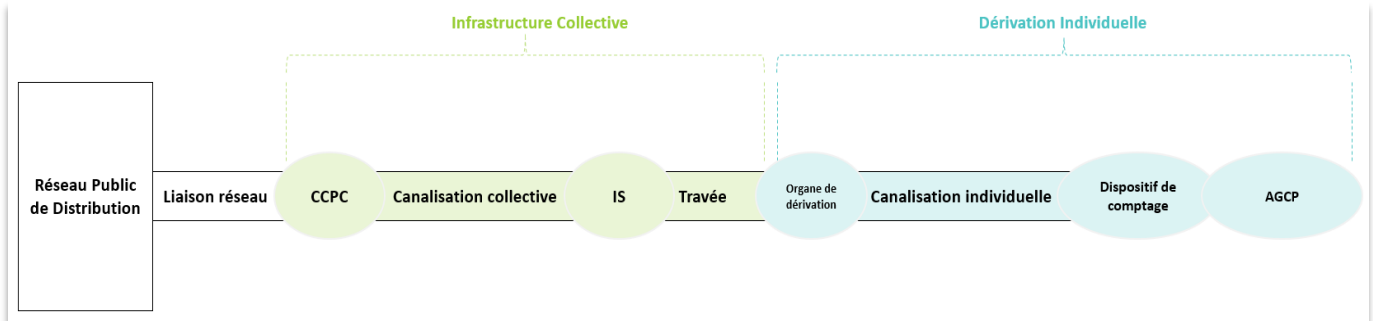 Infrastructure Collective
Dérivation Individuelle
Réseau Public
de Distribution
Liaison réseau
CCPC
Canalisation collective
IS
Travée
Organe de
dérivation
Canalisation individuelle
Dispositif de
comptage
AGCP